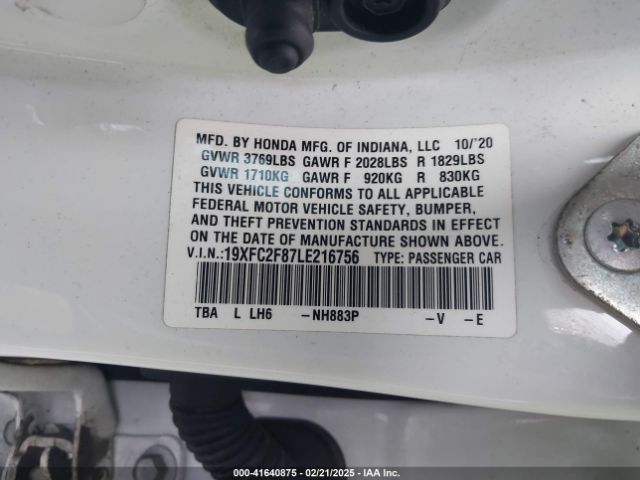 MFD. BY HONDA MFG. OF INDIANA, LLC 10/'20
GVWR 3769LBS GAWR F 2028LBS R 1829LBS
GVWR 1710KG GAWR F 920KG R 830KG
THIS VEHICLE CONFORMS TO ALL APPLICABLE
FEDERAL MOTOR VEHICLE SAFETY, BUMPER,
AND THEFT PREVENTION STANDARDS IN EFFECT
ON THE DATE OF MANUFACTURE SHOWN ABOVE.
V.I.N.:19XFC2F87LE216756 TYPE: PASSENGER CAR
TBA L LH6 –NH883P –V –E
000-41640875 - 02/21/2025 - IAA Inc.